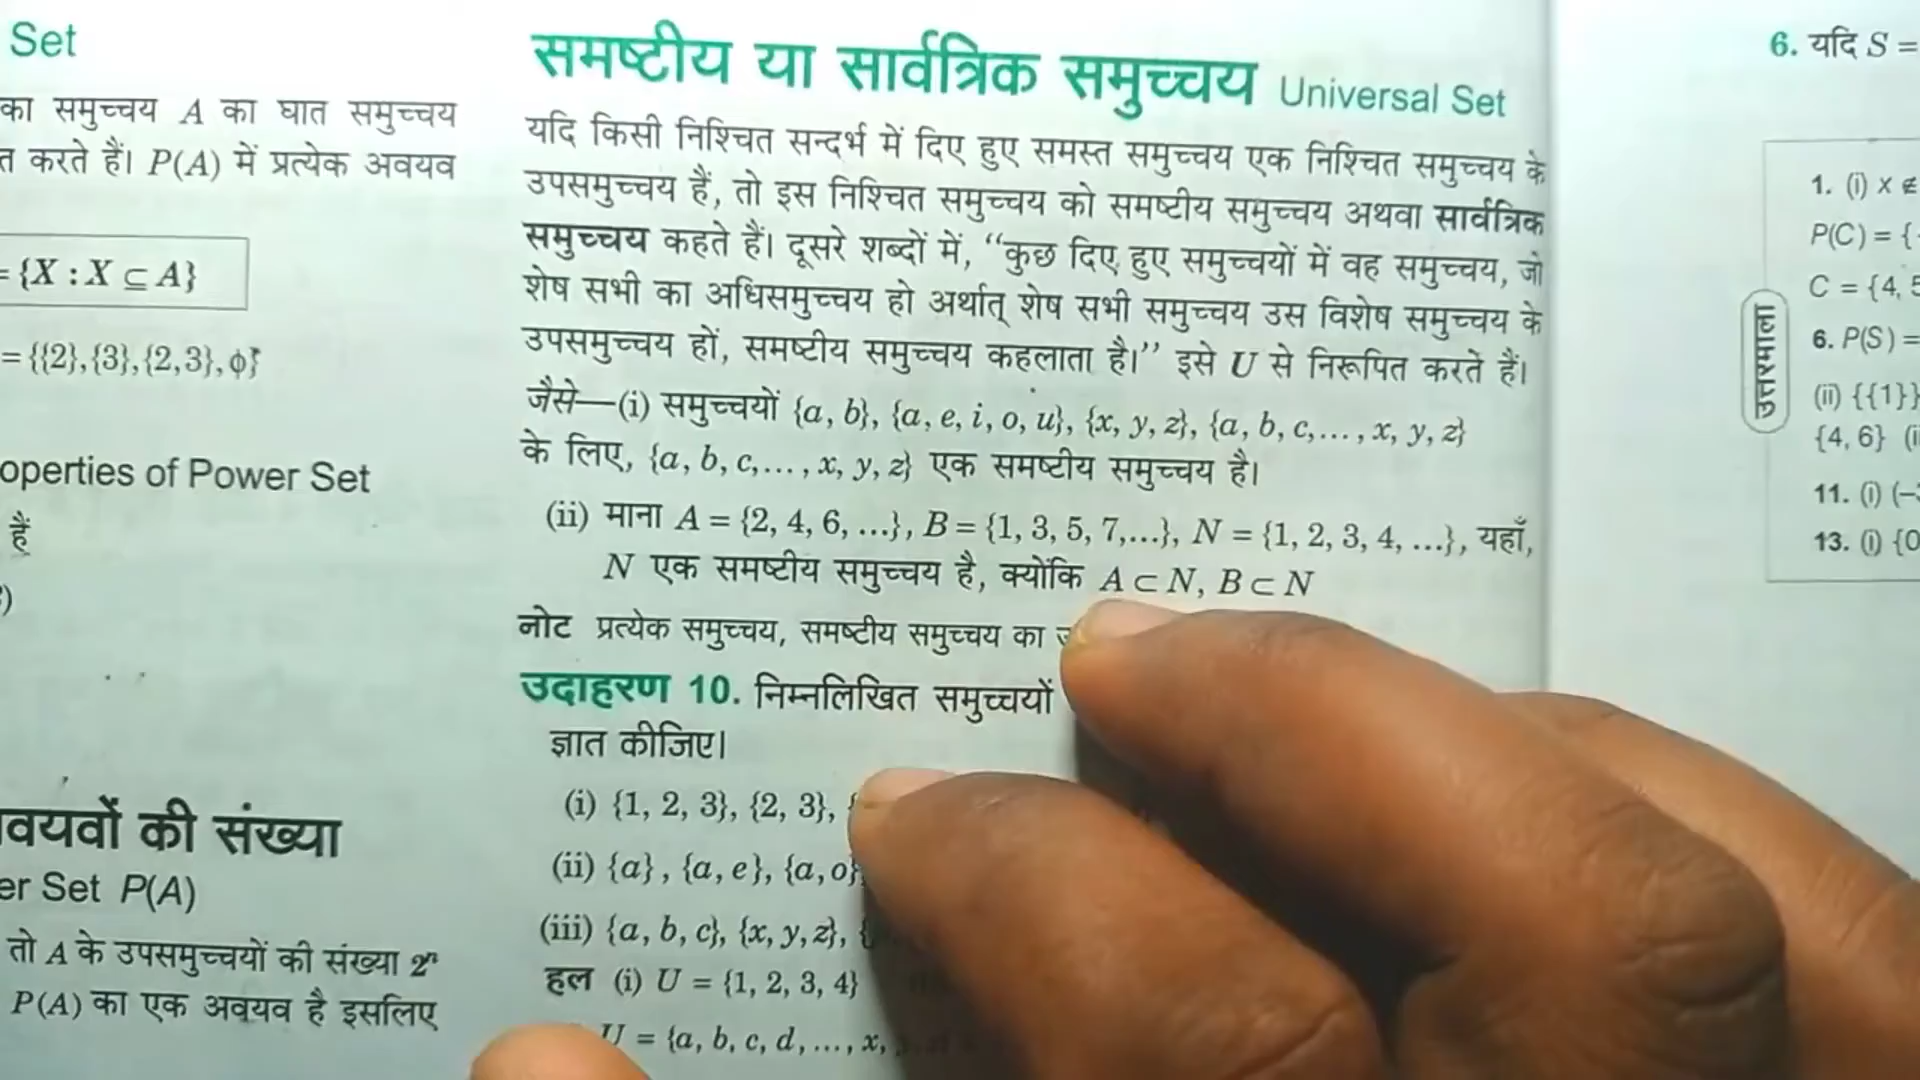 Set
का समुच्चय A का घात समुच्चय
करते हैं। P(A) में प्रत्येक अवयव
= {X : X ⊆ A}
= {{2},{3},{2,3},ϕ}
Properties of Power Set
हैं
वयवों की संख्या
er Set P(A)
तो A के उपसमुच्चयों की संख्या 2ⁿ
P(A) का एक अवयव है इसलिए
समष्टीय या सार्वत्रिक समुच्चय Universal Set
यदि किसी निश्चित सन्दर्भ में दिए हुए समस्त समुच्चय एक निश्चित समुच्चय के
उपसमुच्चय हैं, तो इस निश्चित समुच्चय को समष्टीय समुच्चय अथवा सार्वत्रिक
समुच्चय कहते हैं। दूसरे शब्दों में, “कुछ दिए हुए समुच्चयों में वह समुच्चय, जो
शेष सभी का अधिसमुच्चय हो अर्थात् शेष सभी समुच्चय उस विशेष समुच्चय के
उपसमुच्चय हों, समष्टीय समुच्चय कहलाता है।” इसे U से निरूपित करते हैं।
जैसे—(i) समुच्चयों {a, b}, {a, e, i, o, u}, {x, y, z}, {a, b, c,..., x, y, z}
के लिए, {a, b, c,..., x, y, z} एक समष्टीय समुच्चय है।
(ii) माना A = {2, 4, 6, ...}, B = {1, 3, 5, 7,...}, N = {1, 2, 3, 4, ...}, यहाँ,
N एक समष्टीय समुच्चय है, क्योंकि A ⊂ N, B ⊂ N
नोट प्रत्येक समुच्चय, समष्टीय समुच्चय का
उदाहरण 10. निम्नलिखित समुच्चयों
ज्ञात कीजिए।
(i) {1, 2, 3}, {2, 3},
(ii) {a}, {a, e}, {a, o}
(iii) {a, b, c}, {x, y, z}, {
हल (i) U = {1, 2, 3, 4}
U = {a, b, c, d, ..., x,
6. यदि S =
उत्तरमाला
1. (i) x ∉
P(C) = {
C = {4, 5
6. P(S) =
(ii) {{1}}
{4, 6}
11. (i) (–
13. (i) {0